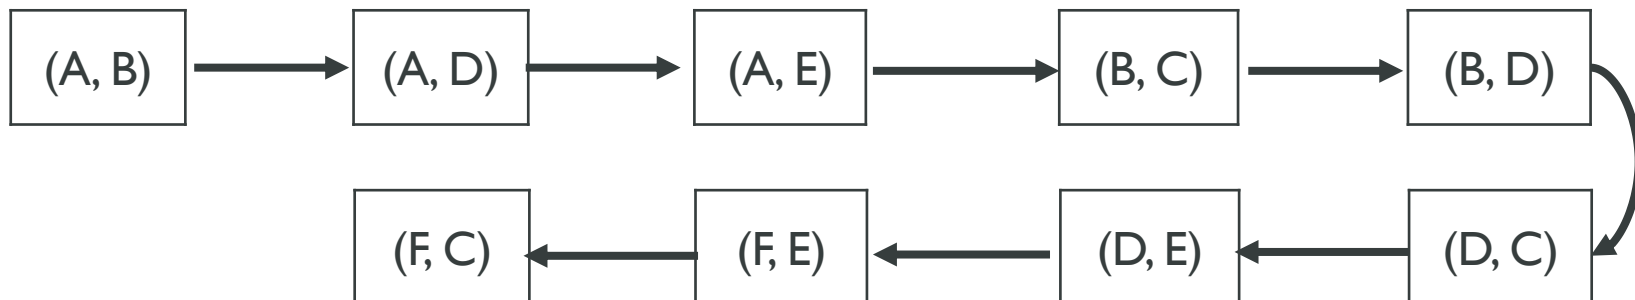 (A, B) (A, D) (A, E) (B, C) (B, D)
(F, C) (F, E) (D, E) (D, C)